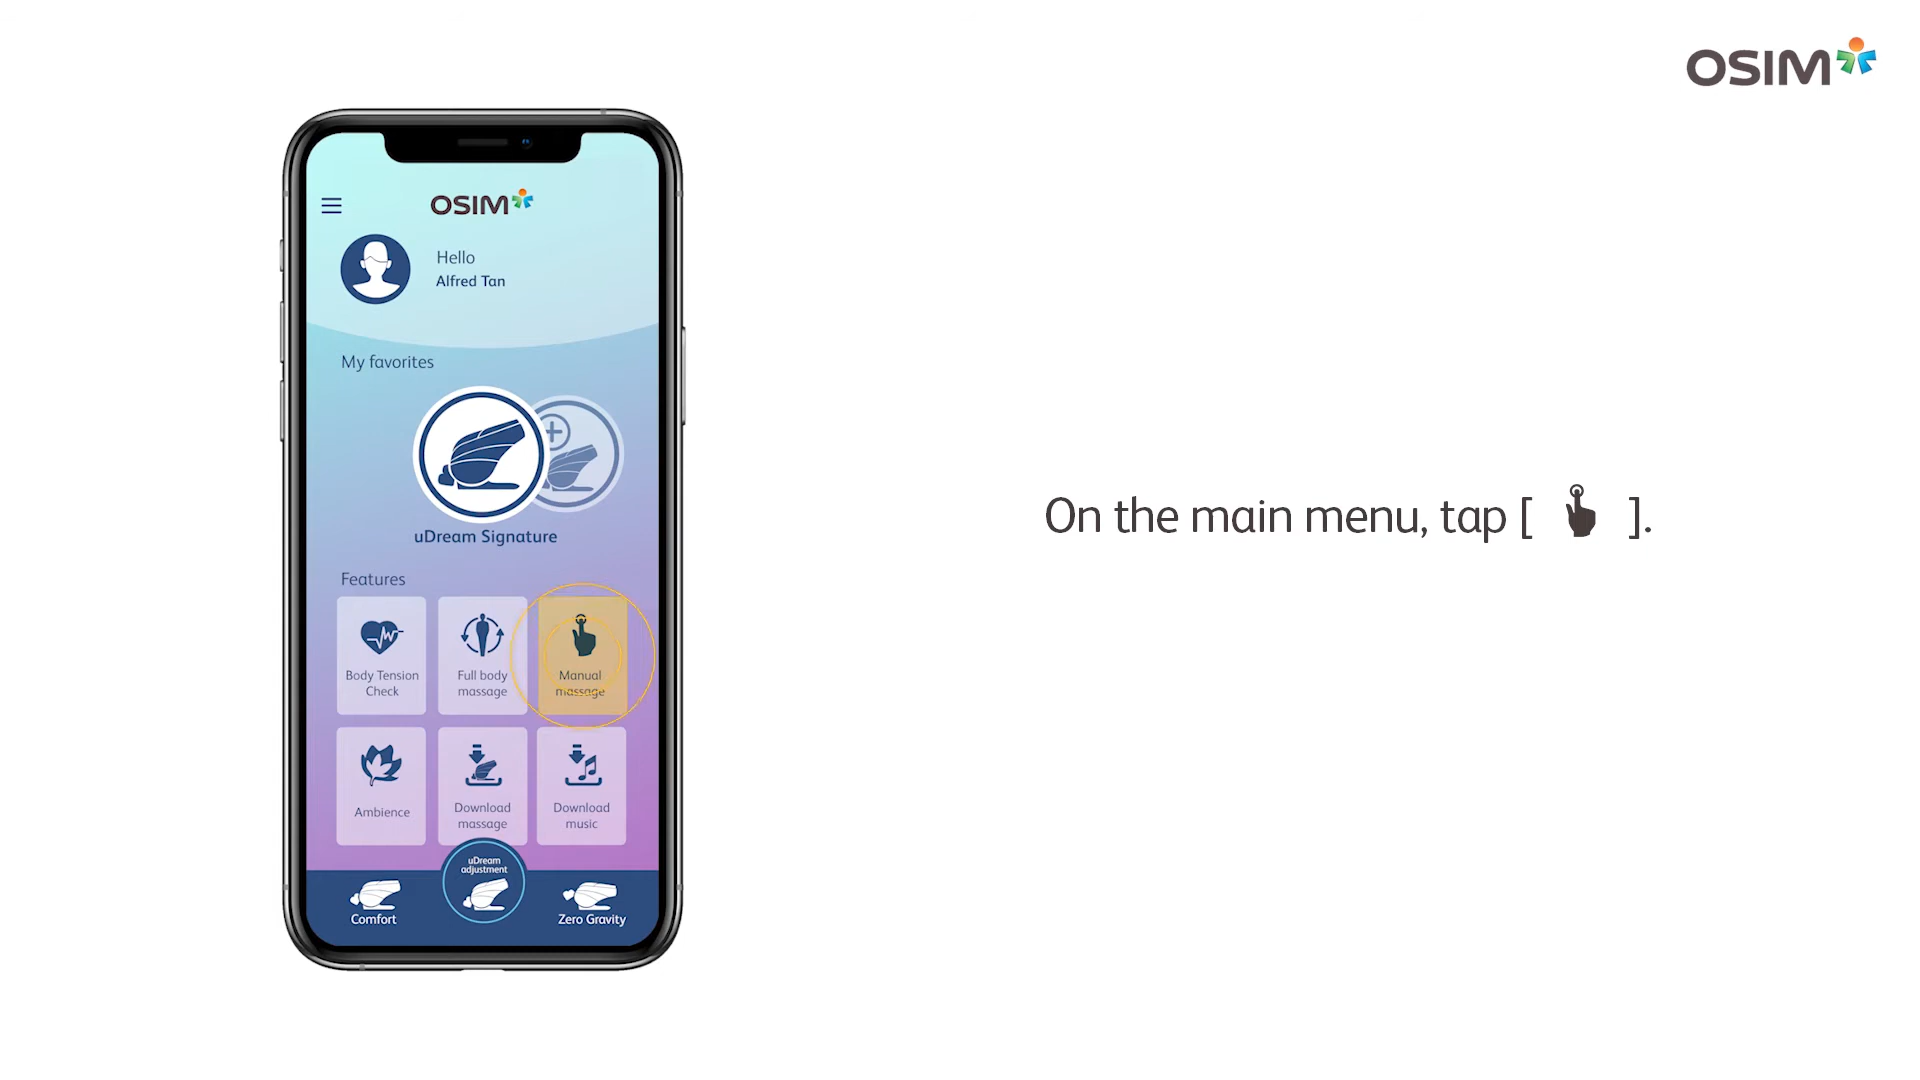 OSIM
OSIM
Hello
Alfred Tan
My favorites
uDream Signature
Features
Body Tension
Check
Full body
massage
Manual
massage
Ambience
Download
massage
Download
music
Comfort
uDream
adjustment
Zero Gravity
On the main menu, tap [ ].